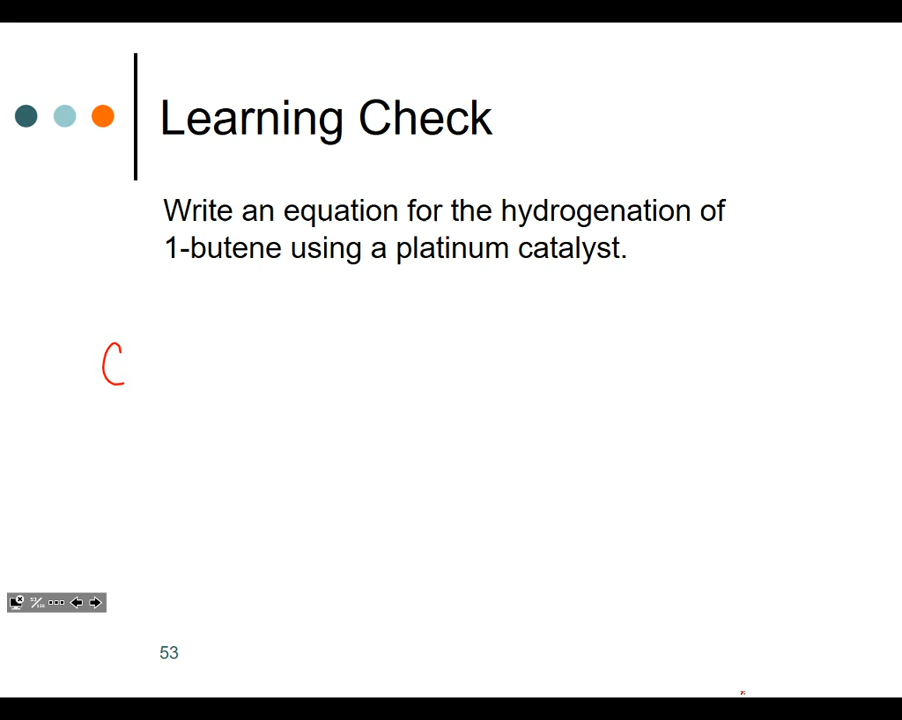 Learning Check
Write an equation for the hydrogenation of
1-butene using a platinum catalyst.
C
53